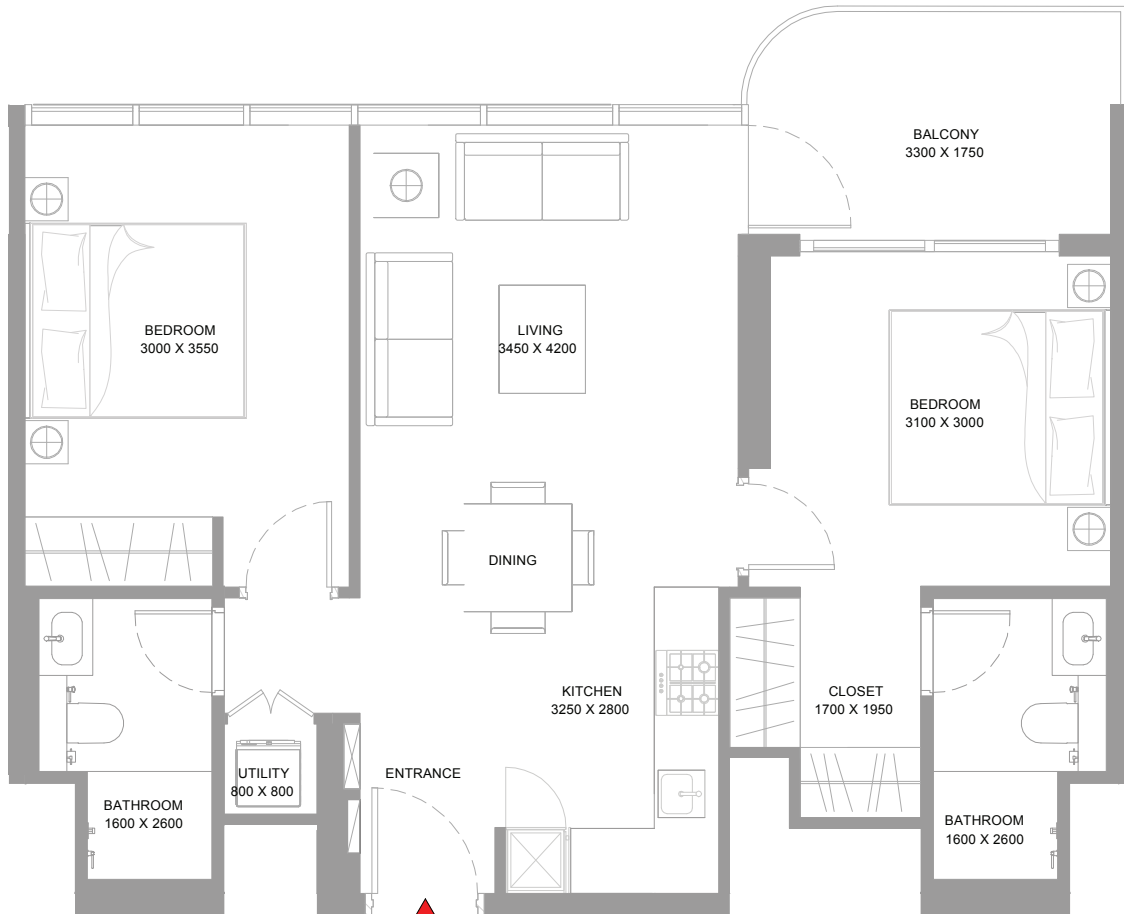 BALCONY
3300 X 1750
BEDROOM
3000 X 3550
LIVING
3450 X 4200
BEDROOM
3100 X 3000
DINING
KITCHEN
3250 X 2800
CLOSET
1700 X 1950
ENTRANCE
UTILITY
800 X 800
BATHROOM
1600 X 2600
BATHROOM
1600 X 2600